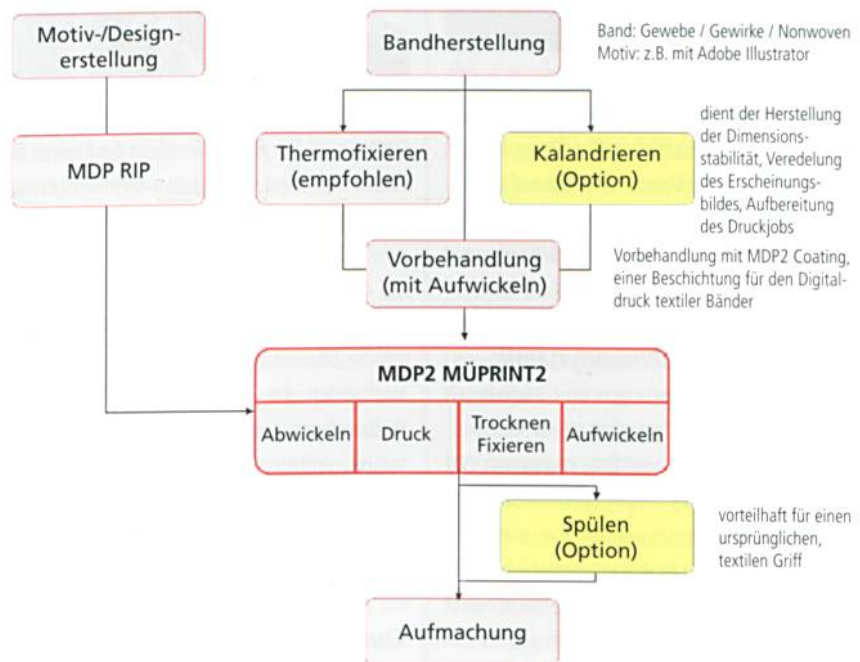 Motiv-/Design-
erstellung
Bandherstellung
Band: Gewebe / Gewirke / Nonwoven
Motiv: z.B. mit Adobe Illustrator
MDP RIP
Thermofixieren
(empfohlen)
Kalandrieren
(Option)
dient der Herstellung
der Dimensions-
stabilität, Veredelung
des Erscheinungs-
bildes, Aufbereitung
des Druckjobs
Vorbehandlung
(mit Aufwickeln)
Vorbehandlung mit MDP2 Coating,
einer Beschichtung für den Digital-
druck textiler Bänder
MDP2 MÜPRINT2
Abwickeln
Druck
Trocknen
Fixieren
Aufwickeln
Spülen
(Option)
vorteilhaft für einen
ursprünglichen,
textilen Griff
Aufmachung